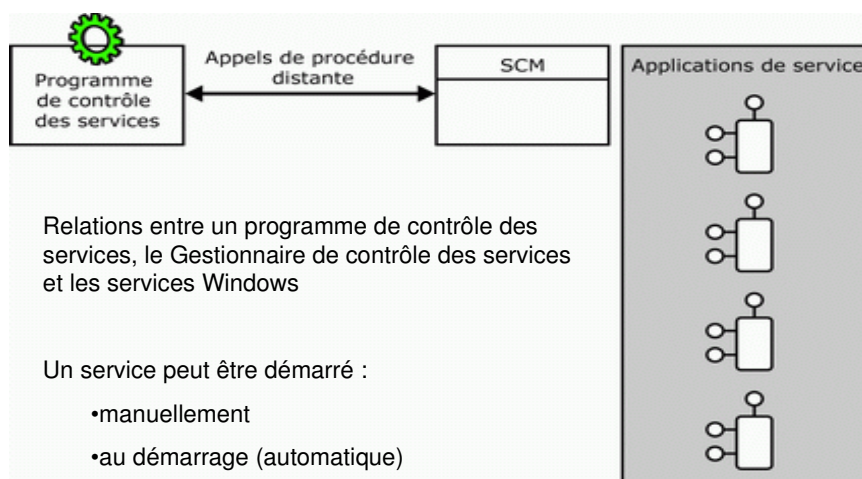 Programme
de contrôle
des services
Appels de procédure
distante
SCM
Applications de service
Relations entre un programme de contrôle des
services, le Gestionnaire de contrôle des services
et les services Windows
Un service peut être démarré :
•manuellement
•au démarrage (automatique)